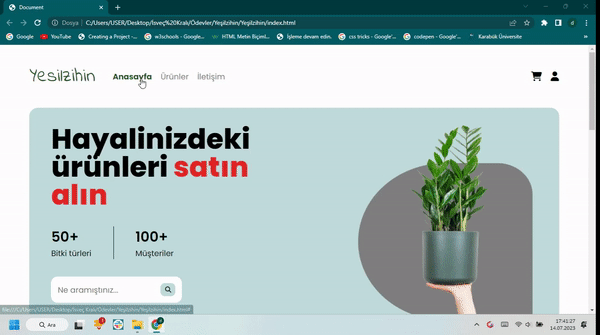 Document
Dosya | C:/Users/USER/Desktop/İsveç%20Kralı/Ödevler/Yeşilzihin/Yeşilzihin/index.html
Google YouTube Creating a Project -... w3schools - Google'... HTML Metin Biçiml... İşleme devam edin. css tricks - Google'... codepen - Google'... Karabük Üniversite
Yesilzihin Anasayfa Ürünler İletişim
Hayalinizdeki
ürünleri satın
alın
50+ 100+
Bitki türleri Müşteriler
Ne aramıştınız...
file:///C:/Users/USER/Desktop/İsveç Kralı/Ödevler/Yeşilzihin/Yeşilzihin/index.html#
Ara
17:41:27
14.07.2023